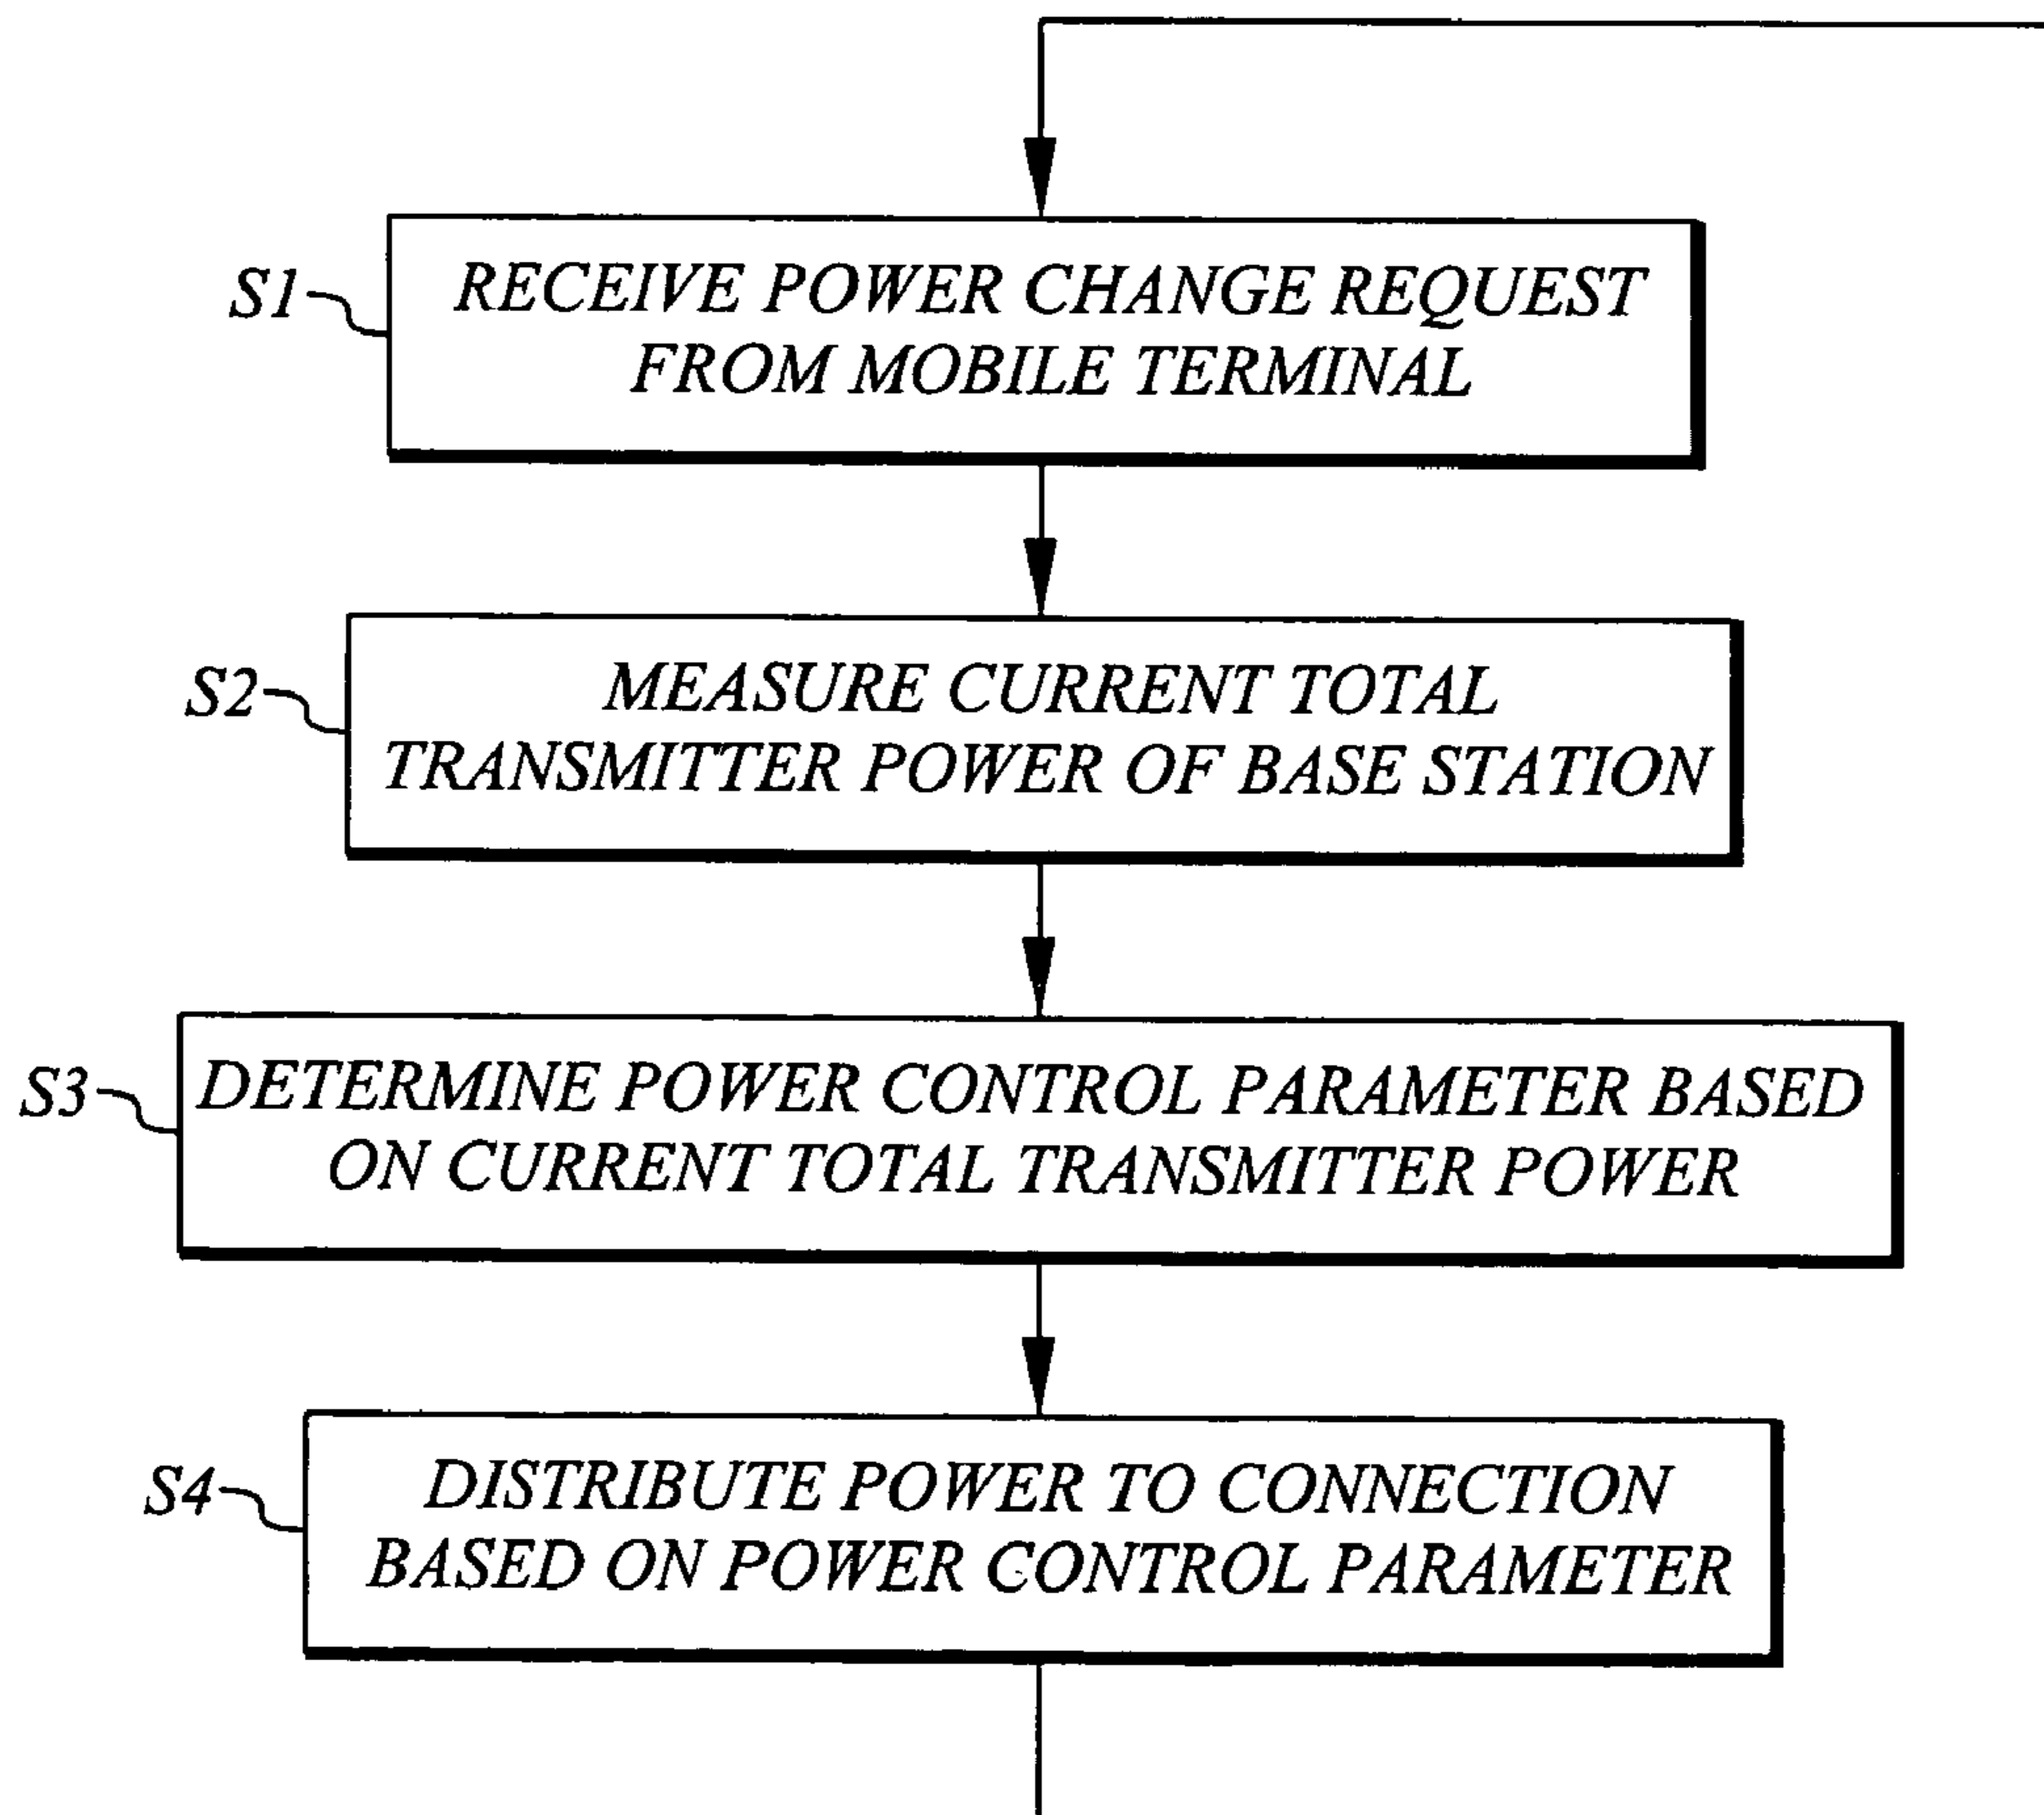 S1
RECEIVE POWER CHANGE REQUEST
FROM MOBILE TERMINAL
S2
MEASURE CURRENT TOTAL
TRANSMITTER POWER OF BASE STATION
S3
DETERMINE POWER CONTROL PARAMETER BASED
ON CURRENT TOTAL TRANSMITTER POWER
S4
DISTRIBUTE POWER TO CONNECTION
BASED ON POWER CONTROL PARAMETER